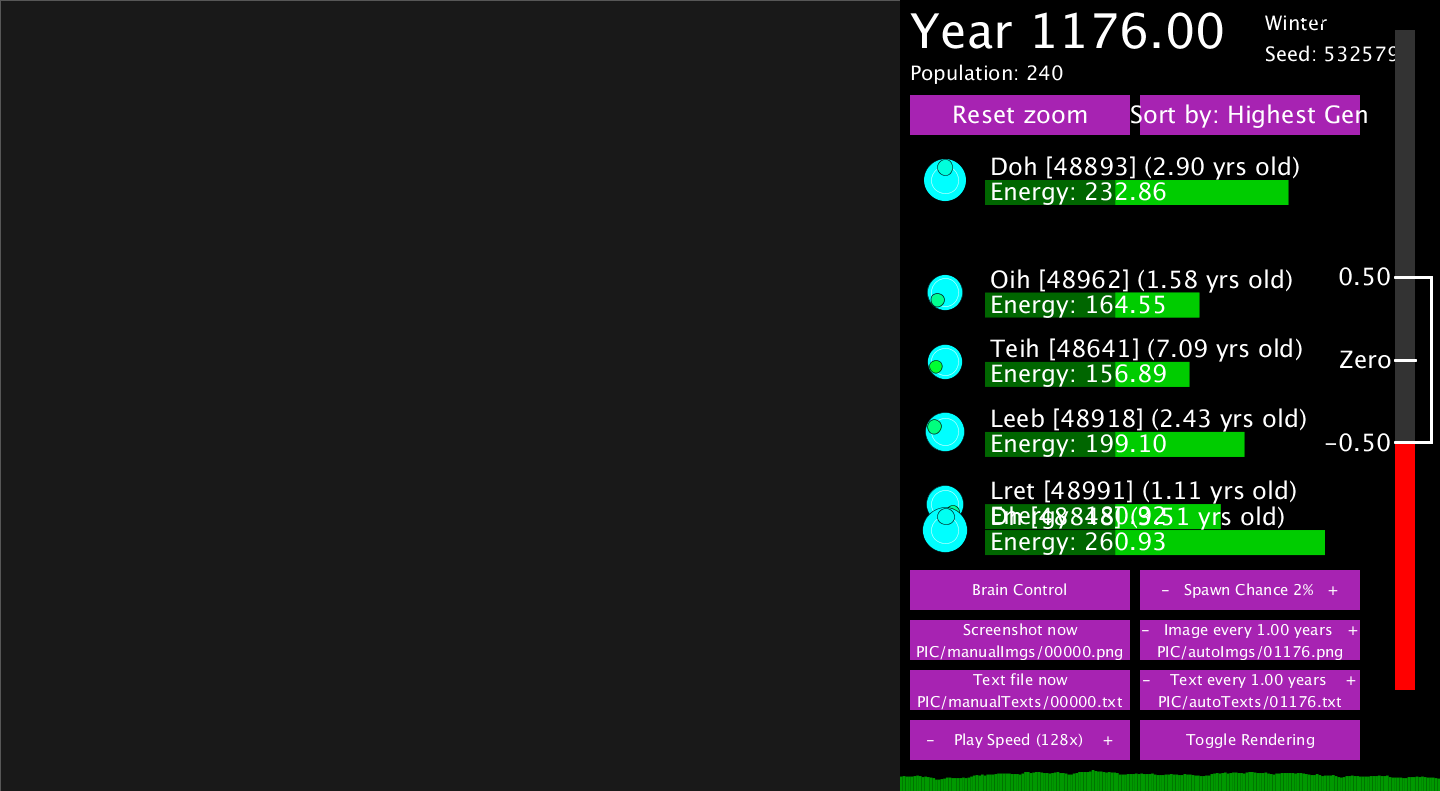 Year 1176.00
Winter
Seed: 532579
Population: 240
Reset zoom
Sort by: Highest Gen
Doh [48893] (2.90 yrs old)
Energy: 232.86
Oih [48962] (1.58 yrs old)
Energy: 164.55
0.50
Teih [48641] (7.09 yrs old)
Energy: 156.89
Zero
Leeb [48918] (2.43 yrs old)
Energy: 199.10
-0.50
Lret [48991] (1.11 yrs old)
Energy: 180.92
[48848] (3.51 yrs old)
Energy: 260.93
Brain Control
- Spawn Chance 2% +
Screenshot now
PIC/manualImgs/00000.png
- Image every 1.00 years +
PIC/autoImgs/01176.png
Text file now
PIC/manualTexts/00000.txt
- Text every 1.00 years +
PIC/autoTexts/01176.txt
- Play Speed (128x) +
Toggle Rendering